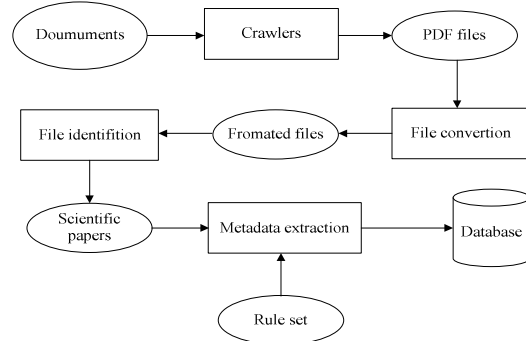 Doumuments
Crawlers
PDF files
File identifition
Fromated files
File convertion
Scientific
papers
Metadata extraction
Database
Rule set